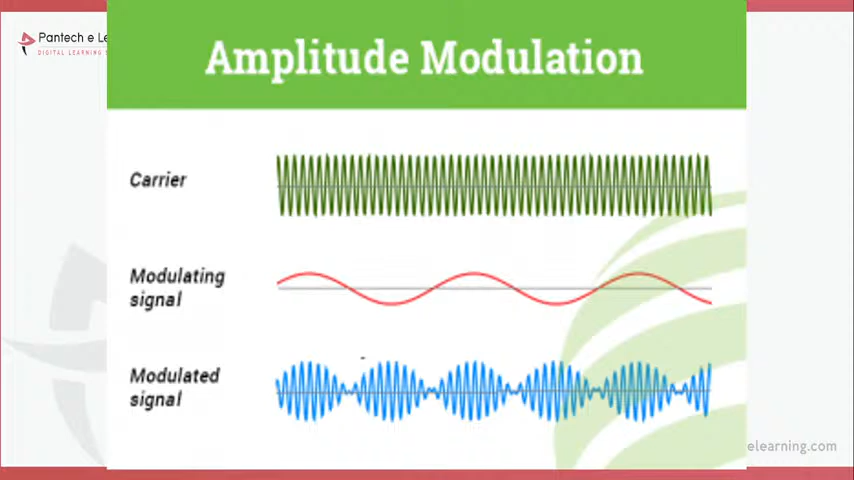 Pantech e Le
DIGITAL LEARNING
Amplitude Modulation
Carrier
Modulating
signal
Modulated
signal
elearning.com